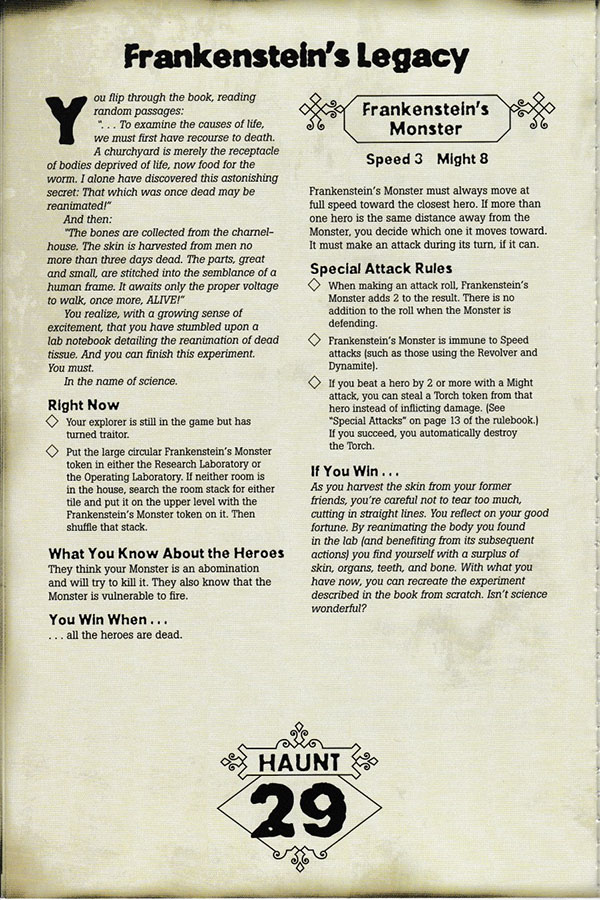 Frankenstein's Legacy
You flip through the book, reading
random passages:
". . . To examine the causes of life,
we must first have recourse to death.
A churchyard is merely the receptacle
of bodies deprived of life, now food for the
worm. I alone have discovered this astonishing
secret: That which was once dead may be
reanimated!"
And then:
"The bones are collected from the charnel-
house. The skin is harvested from men no
more than three days dead. The parts, great
and small, are stitched into the semblance of a
human frame. It awaits only the proper voltage
to walk, once more, ALIVE!"
You realize, with a growing sense of
excitement, that you have stumbled upon a
lab notebook detailing the reanimation of dead
tissue. And you can finish this experiment.
You must.
In the name of science.
Right Now
Your explorer is still in the game but has
turned traitor.
Put the large circular Frankenstein's Monster
token in either the Research Laboratory or
the Operating Laboratory. If neither room is
in the house, search the room stack for either
tile and put it on the upper level with the
Frankenstein's Monster token on it. Then
shuffle that stack.
What You Know About the Heroes
They think your Monster is an abomination
and will try to kill it. They also know that the
Monster is vulnerable to fire.
You Win When . . .
. . . all the heroes are dead.
Frankenstein's
Monster
Speed 3 Might 8
Frankenstein's Monster must always move at
full speed toward the closest hero. If more than
one hero is the same distance away from the
Monster, you decide which one it moves toward.
It must make an attack during its turn, if it can.
Special Attack Rules
When making an attack roll, Frankenstein's
Monster adds 2 to the result. There is no
addition to the roll when the Monster is
defending.
Frankenstein's Monster is immune to Speed
attacks (such as those using the Revolver and
Dynamite).
If you beat a hero by 2 or more with a Might
attack, you can steal a Torch token from that
hero instead of inflicting damage. (See
"Special Attacks" on page 13 of the rulebook.)
If you succeed, you automatically destroy
the Torch.
If You Win . . .
As you harvest the skin from your former
friends, you're careful not to tear too much,
cutting in straight lines. You reflect on your good
fortune. By reanimating the body you found
in the lab (and benefiting from its subsequent
actions) you find yourself with a surplus of
skin, organs, teeth, and bone. With what you
have now, you can recreate the experiment
described in the book from scratch. Isn't science
wonderful?
HAUNT
29